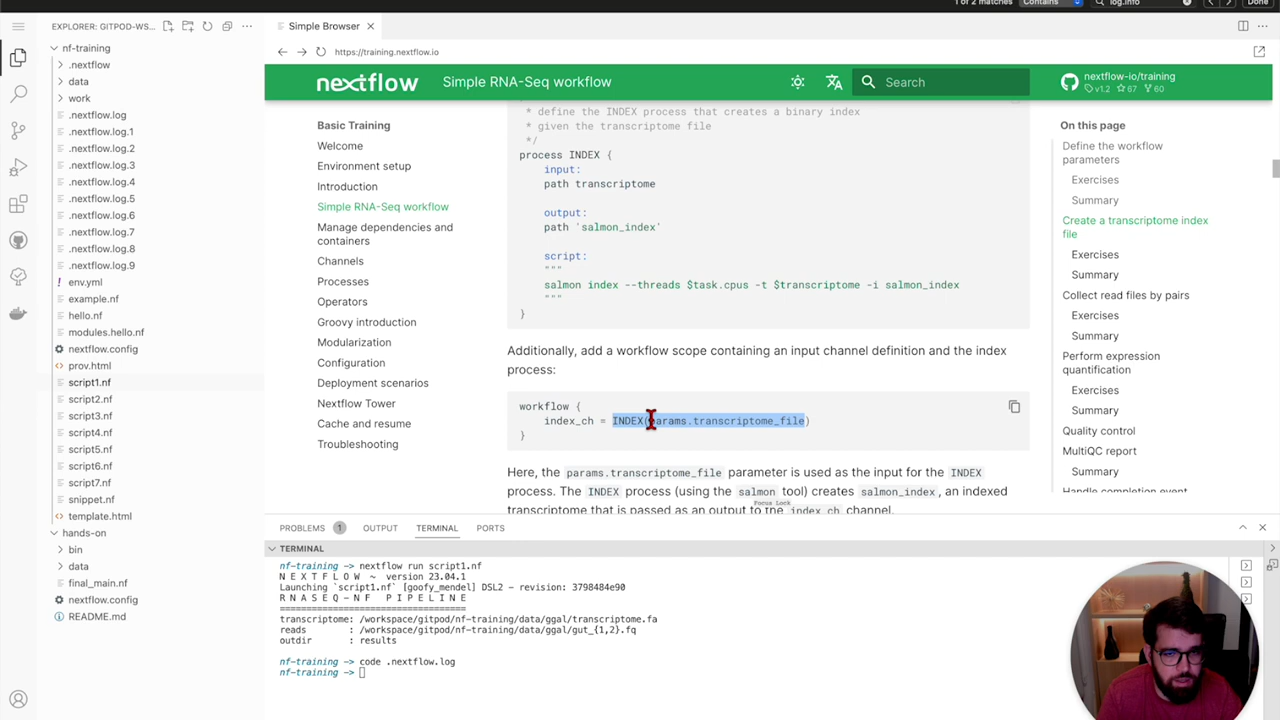 1 of 2 matches
Contains
log.info
Done
EXPLORER: GITPOD-WS...
Simple Browser
nf-training
.nextflow
data
work
.nextflow.log
.nextflow.log.1
.nextflow.log.2
.nextflow.log.3
.nextflow.log.4
.nextflow.log.5
.nextflow.log.6
.nextflow.log.7
.nextflow.log.8
.nextflow.log.9
env.yml
example.nf
hello.nf
modules.hello.nf
nextflow.config
prov.html
script1.nf
script2.nf
script3.nf
script4.nf
script5.nf
script6.nf
script7.nf
snippet.nf
template.html
hands-on
bin
data
final_main.nf
nextflow.config
README.md
https://training.nextflow.io
nextflow
Simple RNA-Seq workflow
Search
nextflow-io/training
v1.2 67 60
Basic Training
Welcome
Environment setup
Introduction
Simple RNA-Seq workflow
Manage dependencies and
containers
Channels
Processes
Operators
Groovy introduction
Modularization
Configuration
Deployment scenarios
Nextflow Tower
Cache and resume
Troubleshooting
* define the INDEX process that creates a binary index
* given the transcriptome file
*/
process INDEX {
input:
path transcriptome
output:
path 'salmon_index'
script:
"""
salmon index --threads $task.cpus -t $transcriptome -i salmon_index
"""
}
Additionally, add a workflow scope containing an input channel definition and the index
process:
workflow {
index_ch = INDEX(params.transcriptome_file)
}
Here, the params.transcriptome_file parameter is used as the input for the INDEX
process. The INDEX process (using the salmon tool) creates salmon_index, an indexed
Focus Lock
transcriptome that is passed as an output to the index_ch channel.
On this page
Define the workflow
parameters
Exercises
Summary
Create a transcriptome index
file
Exercises
Summary
Collect read files by pairs
Exercises
Summary
Perform expression
quantification
Exercises
Summary
Quality control
MultiQC report
Summary
Handle completion event
PROBLEMS 1 OUTPUT TERMINAL PORTS
TERMINAL
nf-training -> nextflow run script1.nf
N E X T F L O W ~ version 23.04.1
Launching `script1.nf` [goofy_mendel] DSL2 - revision: 3798484e90
R N A S E Q - N F P I P E L I N E
===================================
transcriptome: /workspace/gitpod/nf-training/data/ggal/transcriptome.fa
reads : /workspace/gitpod/nf-training/data/ggal/gut_{1,2}.fq
outdir : results
nf-training -> code .nextflow.log
nf-training ->